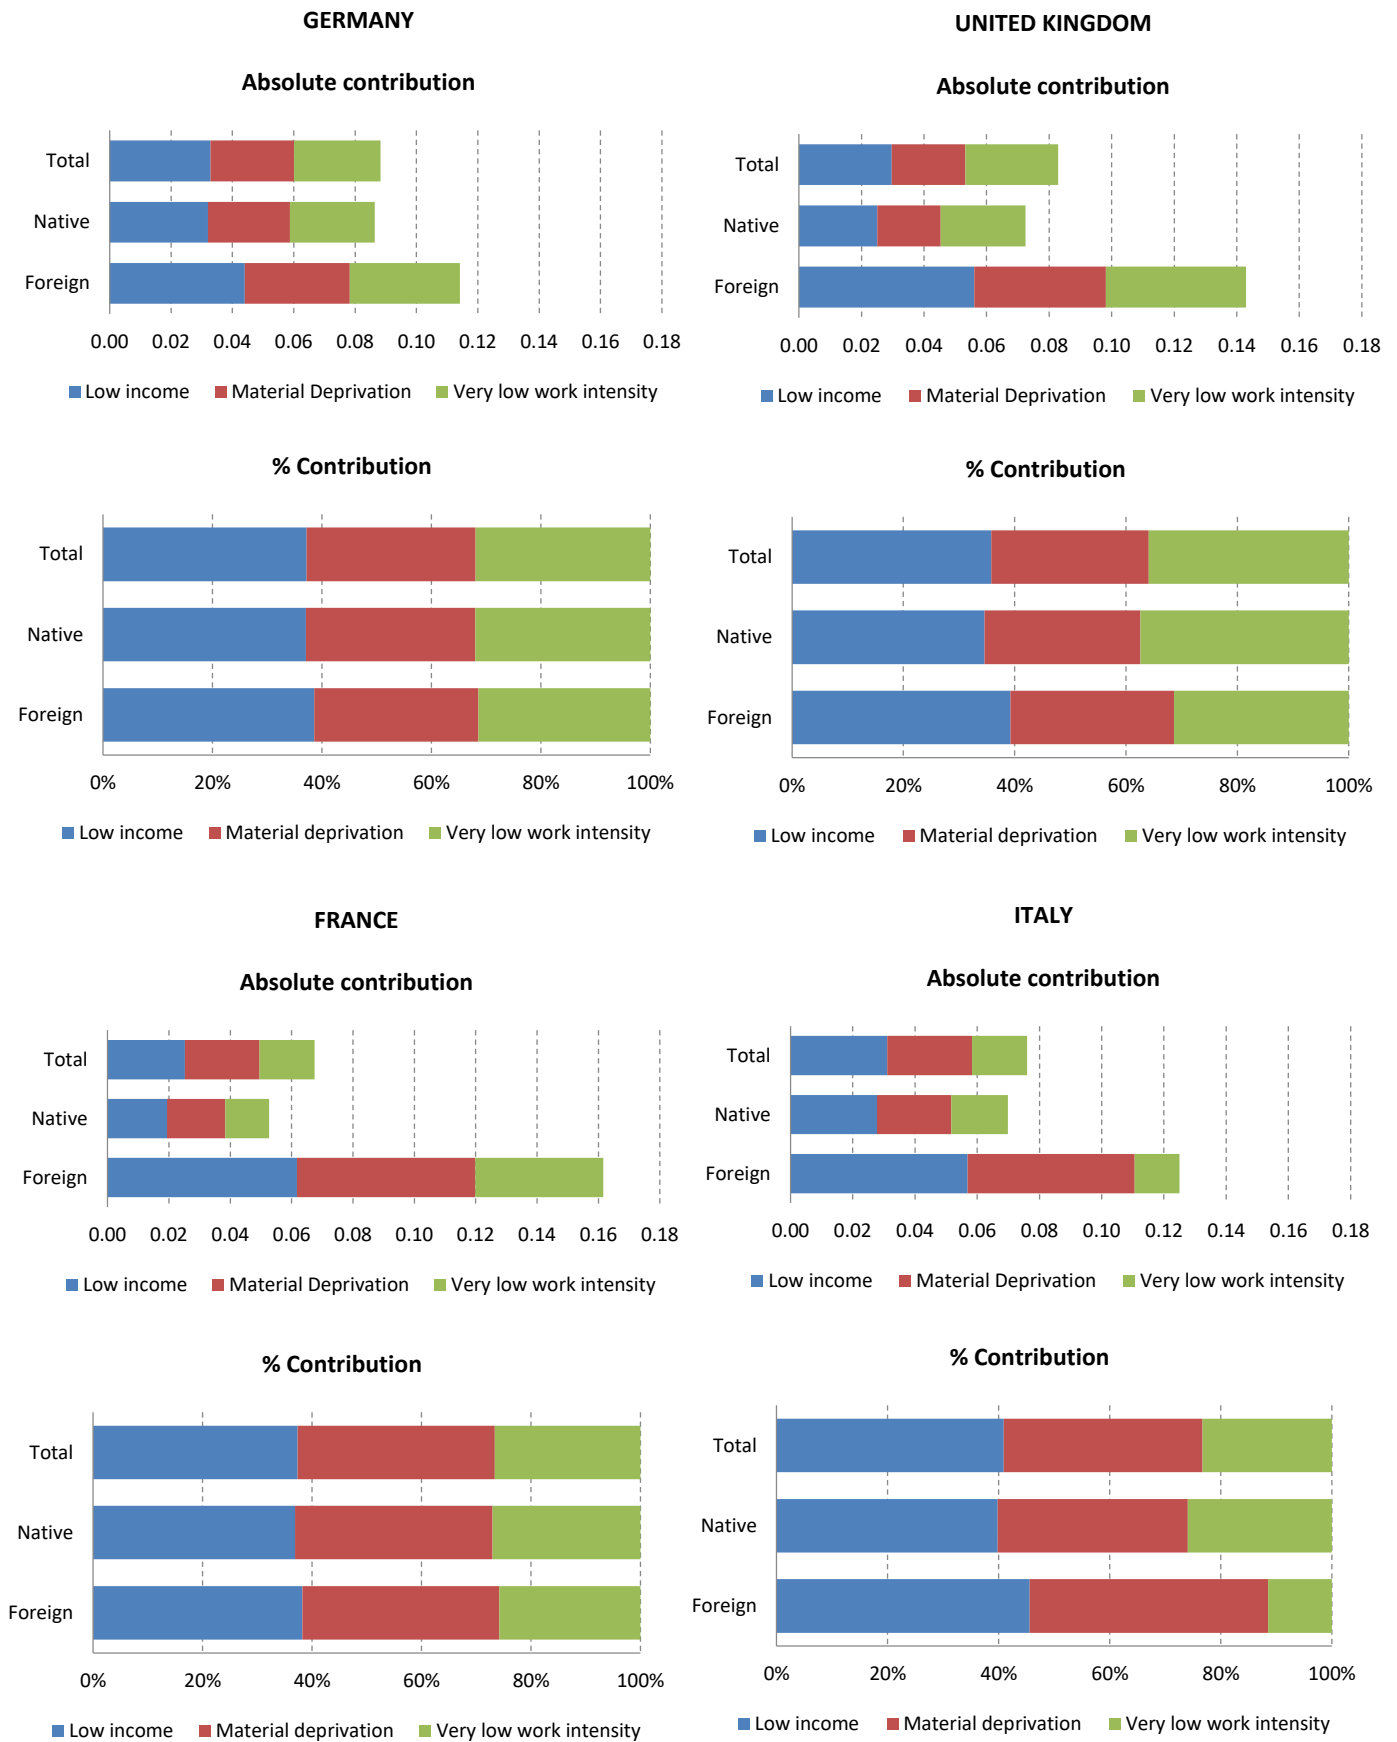 GERMANY
Absolute contribution
Total
Native
Foreign
0.00 0.02 0.04 0.06 0.08 0.10 0.12 0.14 0.16 0.18
Low income Material Deprivation Very low work intensity
% Contribution
Total
Native
Foreign
0% 20% 40% 60% 80% 100%
Low income Material deprivation Very low work intensity
UNITED KINGDOM
Absolute contribution
Total
Native
Foreign
0.00 0.02 0.04 0.06 0.08 0.10 0.12 0.14 0.16 0.18
Low income Material Deprivation Very low work intensity
% Contribution
Total
Native
Foreign
0% 20% 40% 60% 80% 100%
Low income Material deprivation Very low work intensity
FRANCE
Absolute contribution
Total
Native
Foreign
0.00 0.02 0.04 0.06 0.08 0.10 0.12 0.14 0.16 0.18
Low income Material Deprivation Very low work intensity
% Contribution
Total
Native
Foreign
0% 20% 40% 60% 80% 100%
Low income Material deprivation Very low work intensity
ITALY
Absolute contribution
Total
Native
Foreign
0.00 0.02 0.04 0.06 0.08 0.10 0.12 0.14 0.16 0.18
Low income Material Deprivation Very low work intensity
% Contribution
Total
Native
Foreign
0% 20% 40% 60% 80% 100%
Low income Material deprivation Very low work intensity